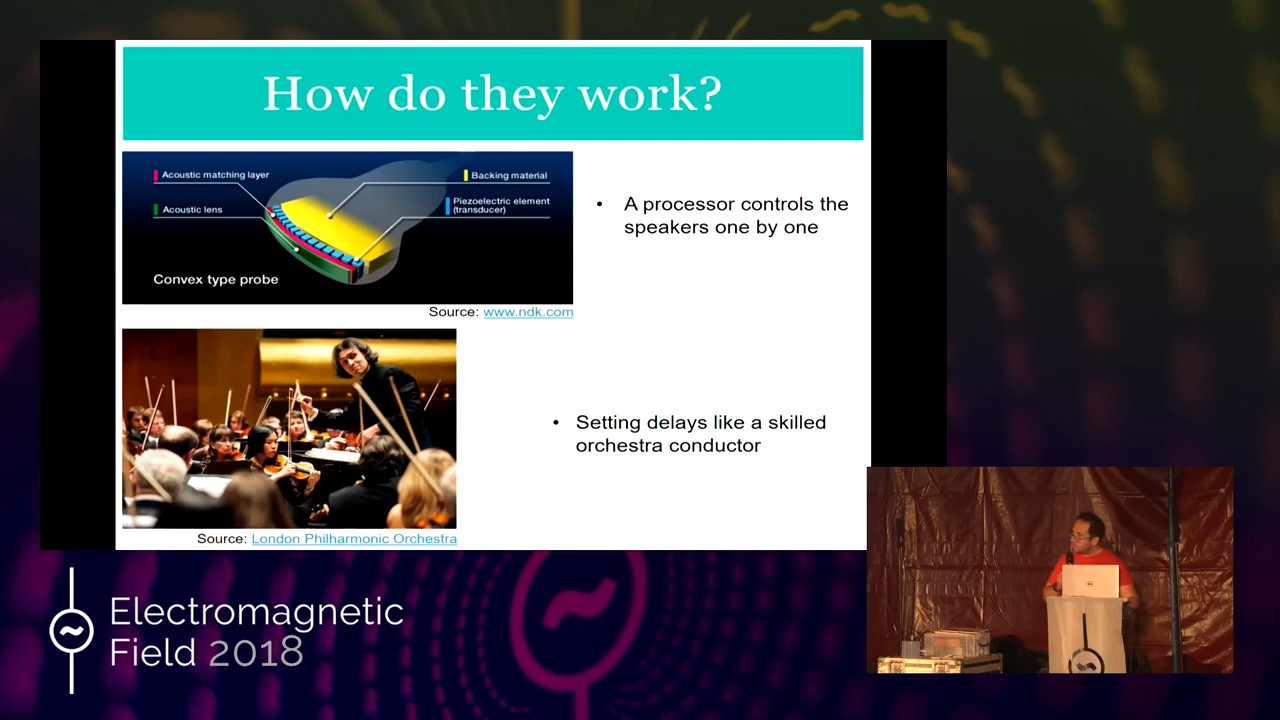 How do they work?
Acoustic matching layer
Backing material
Acoustic lens
Piezoelectric element
(transducer)
Convex type probe
Source: www.ndk.com
• A processor controls the
speakers one by one
• Setting delays like a skilled
orchestra conductor
Source: London Philharmonic Orchestra
Electromagnetic
Field 2018